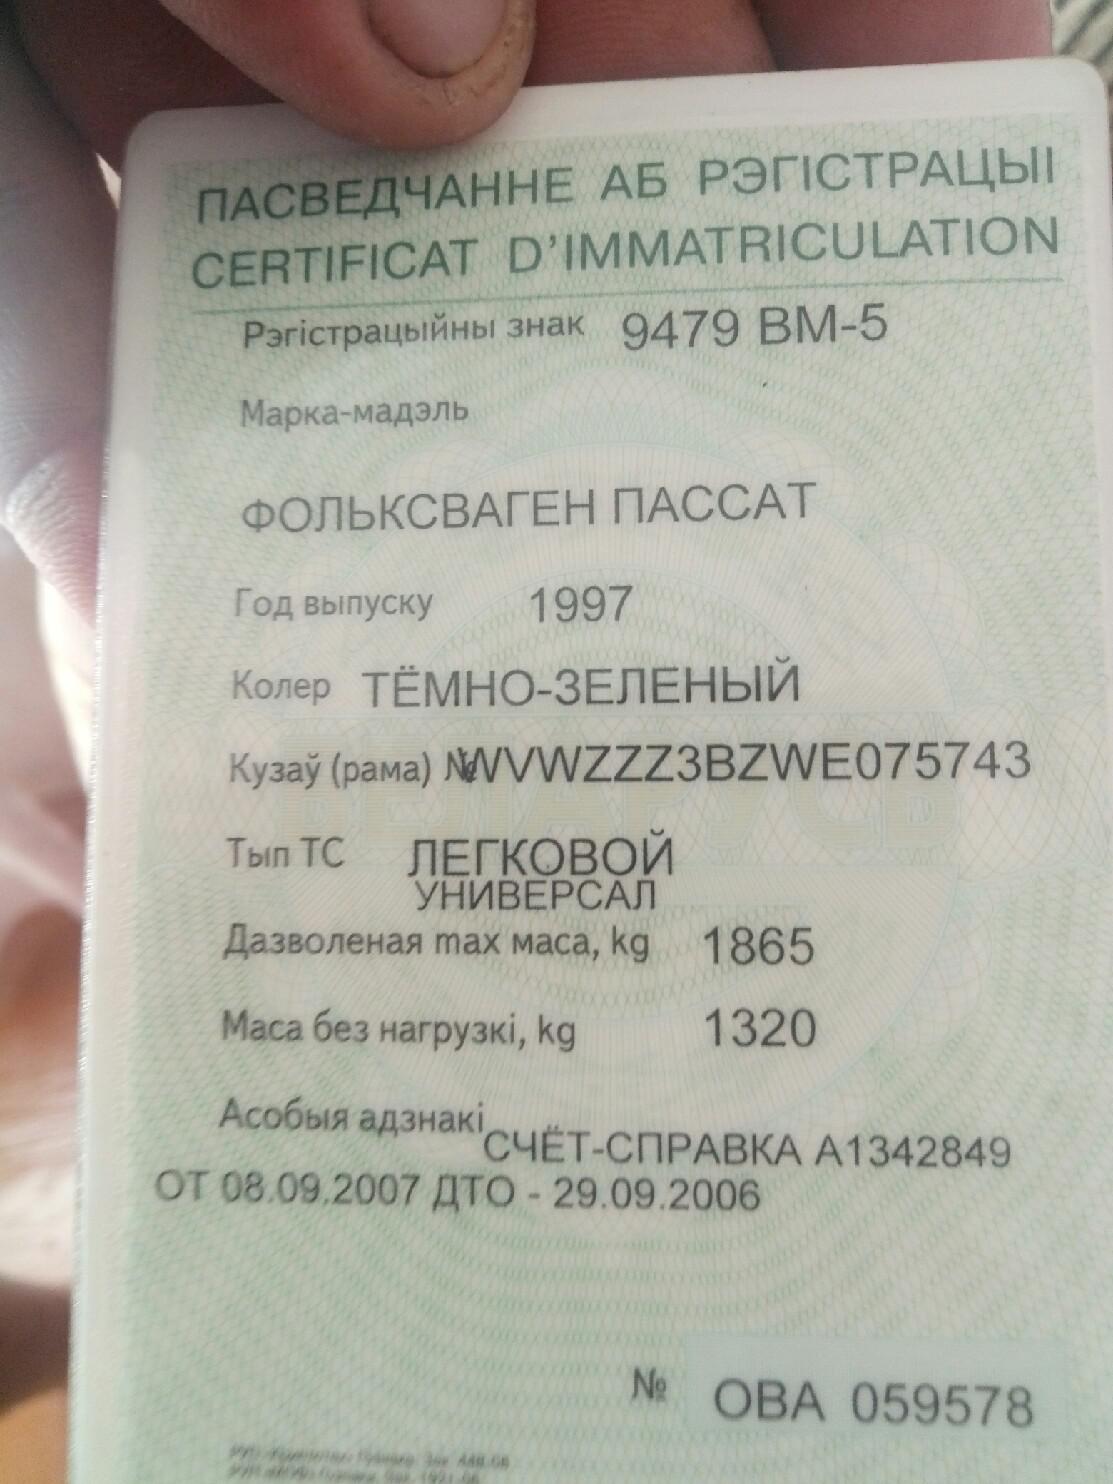 ПАСВЕДЧАННЕ АБ РЭГІСТРАЦЫІ
CERTIFICAT D'IMMATRICULATION
Рэгістрацыйны знак 9479 ВМ-5
Марка-мадэль
ФОЛЬКСВАГЕН ПАССАТ
Год выпуску 1997
Колер ТЁМНО-ЗЕЛЕНЫЙ
БЕЛАРУСЬ
Кузаў (рама) № WVWZZZ3BZWE075743
Тып ТС ЛЕГКОВОЙ
УНИВЕРСАЛ
Дазволеная max маса, kg 1865
Маса без нагрузкі, kg 1320
Асобыя адзнакі СЧЁТ-СПРАВКА А1342849
ОТ 08.09.2007 ДТО - 29.09.2006
№ ОВА 059578